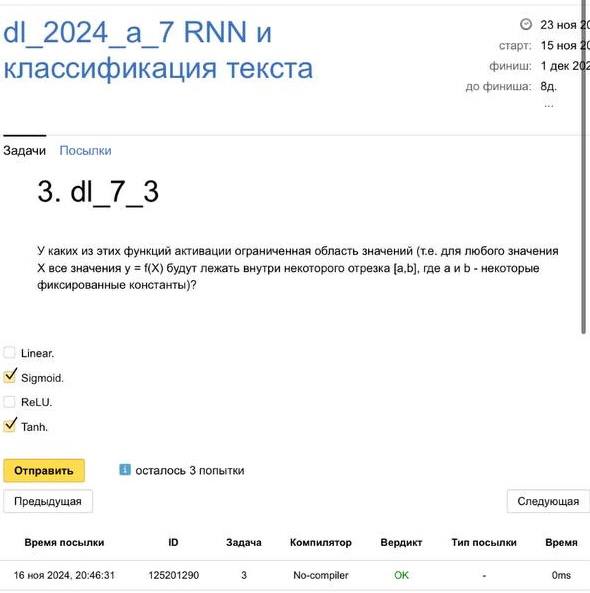 dl_2024_a_7 RNN и
классификация текста
23 ноя 20
старт: 15 ноя 20
финиш: 1 дек 202
до финиша: 8д.
...
Задачи Посылки
3. dl_7_3
У каких из этих функций активации ограниченная область значений (т.е. для любого значения
X все значения y = f(X) будут лежать внутри некоторого отрезка [a,b], где a и b - некоторые
фиксированные константы)?
Linear.
Sigmoid.
ReLU.
Tanh.
Отправить i осталось 3 попытки
Предыдущая Следующая
Время посылки ID Задача Компилятор Вердикт Тип посылки Время
16 ноя 2024, 20:46:31 125201290 3 No-compiler OK - 0ms